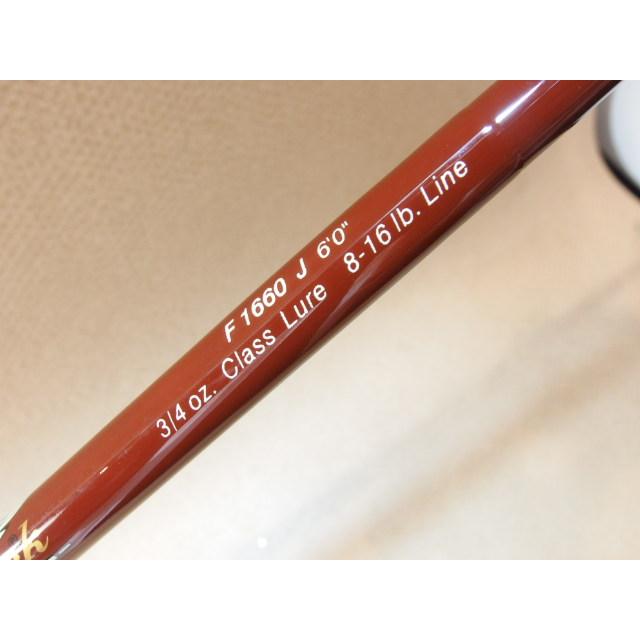 F 1660 J 6'0"
3/4 oz. Class Lure 8-16 lb. Line